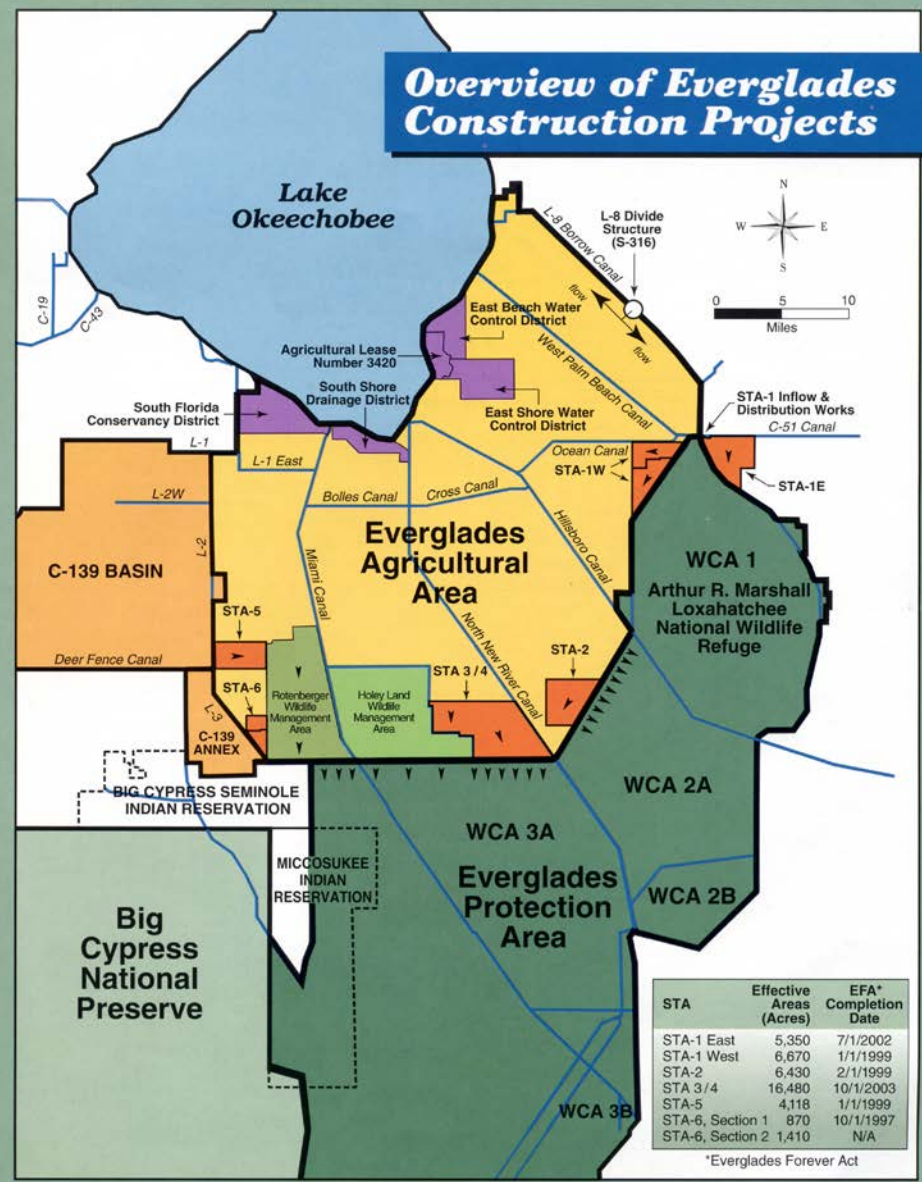 Overview of Everglades
Construction Projects
Lake
Okeechobee
L-8 Divide
Structure
(S-316)
N
W
E
S
L-8 Borrow Canal
flow
flow
0 5 10
Miles
C-19
C-43
East Beach Water
Control District
Agricultural Lease
Number 3420
South Shore
Drainage District
West Palm Beach Canal
South Florida
Conservancy District
East Shore Water
Control District
STA-1 Inflow &
Distribution Works
C-51 Canal
L-1
L-1 East
Ocean Canal
STA-1W
STA-1E
L-2W
Bolles Canal
Cross Canal
L-2
C-139 BASIN
Everglades
Agricultural
Area
Miami Canal
Hillsboro Canal
WCA 1
Arthur R. Marshall
Loxahatchee
National Wildlife
Refuge
STA-5
North New River Canal
Deer Fence Canal
STA-2
STA 3/4
STA-6
L-3
Rotenberger
Wildlife
Management
Area
Holey Land
Wildlife
Management
Area
C-139
ANNEX
BIG CYPRESS SEMINOLE
INDIAN RESERVATION
WCA 2A
WCA 3A
MICCOSUKEE
INDIAN
RESERVATION
Everglades
Protection
Area
WCA 2B
Big
Cypress
National
Preserve
WCA 3B
STA Effective Areas (Acres) EFA* Completion Date
STA-1 East 5,350 7/1/2002
STA-1 West 6,670 1/1/1999
STA-2 6,430 2/1/1999
STA 3/4 16,480 10/1/2003
STA-5 4,118 1/1/1999
STA-6, Section 1 870 10/1/1997
STA-6, Section 2 1,410 N/A
*Everglades Forever Act